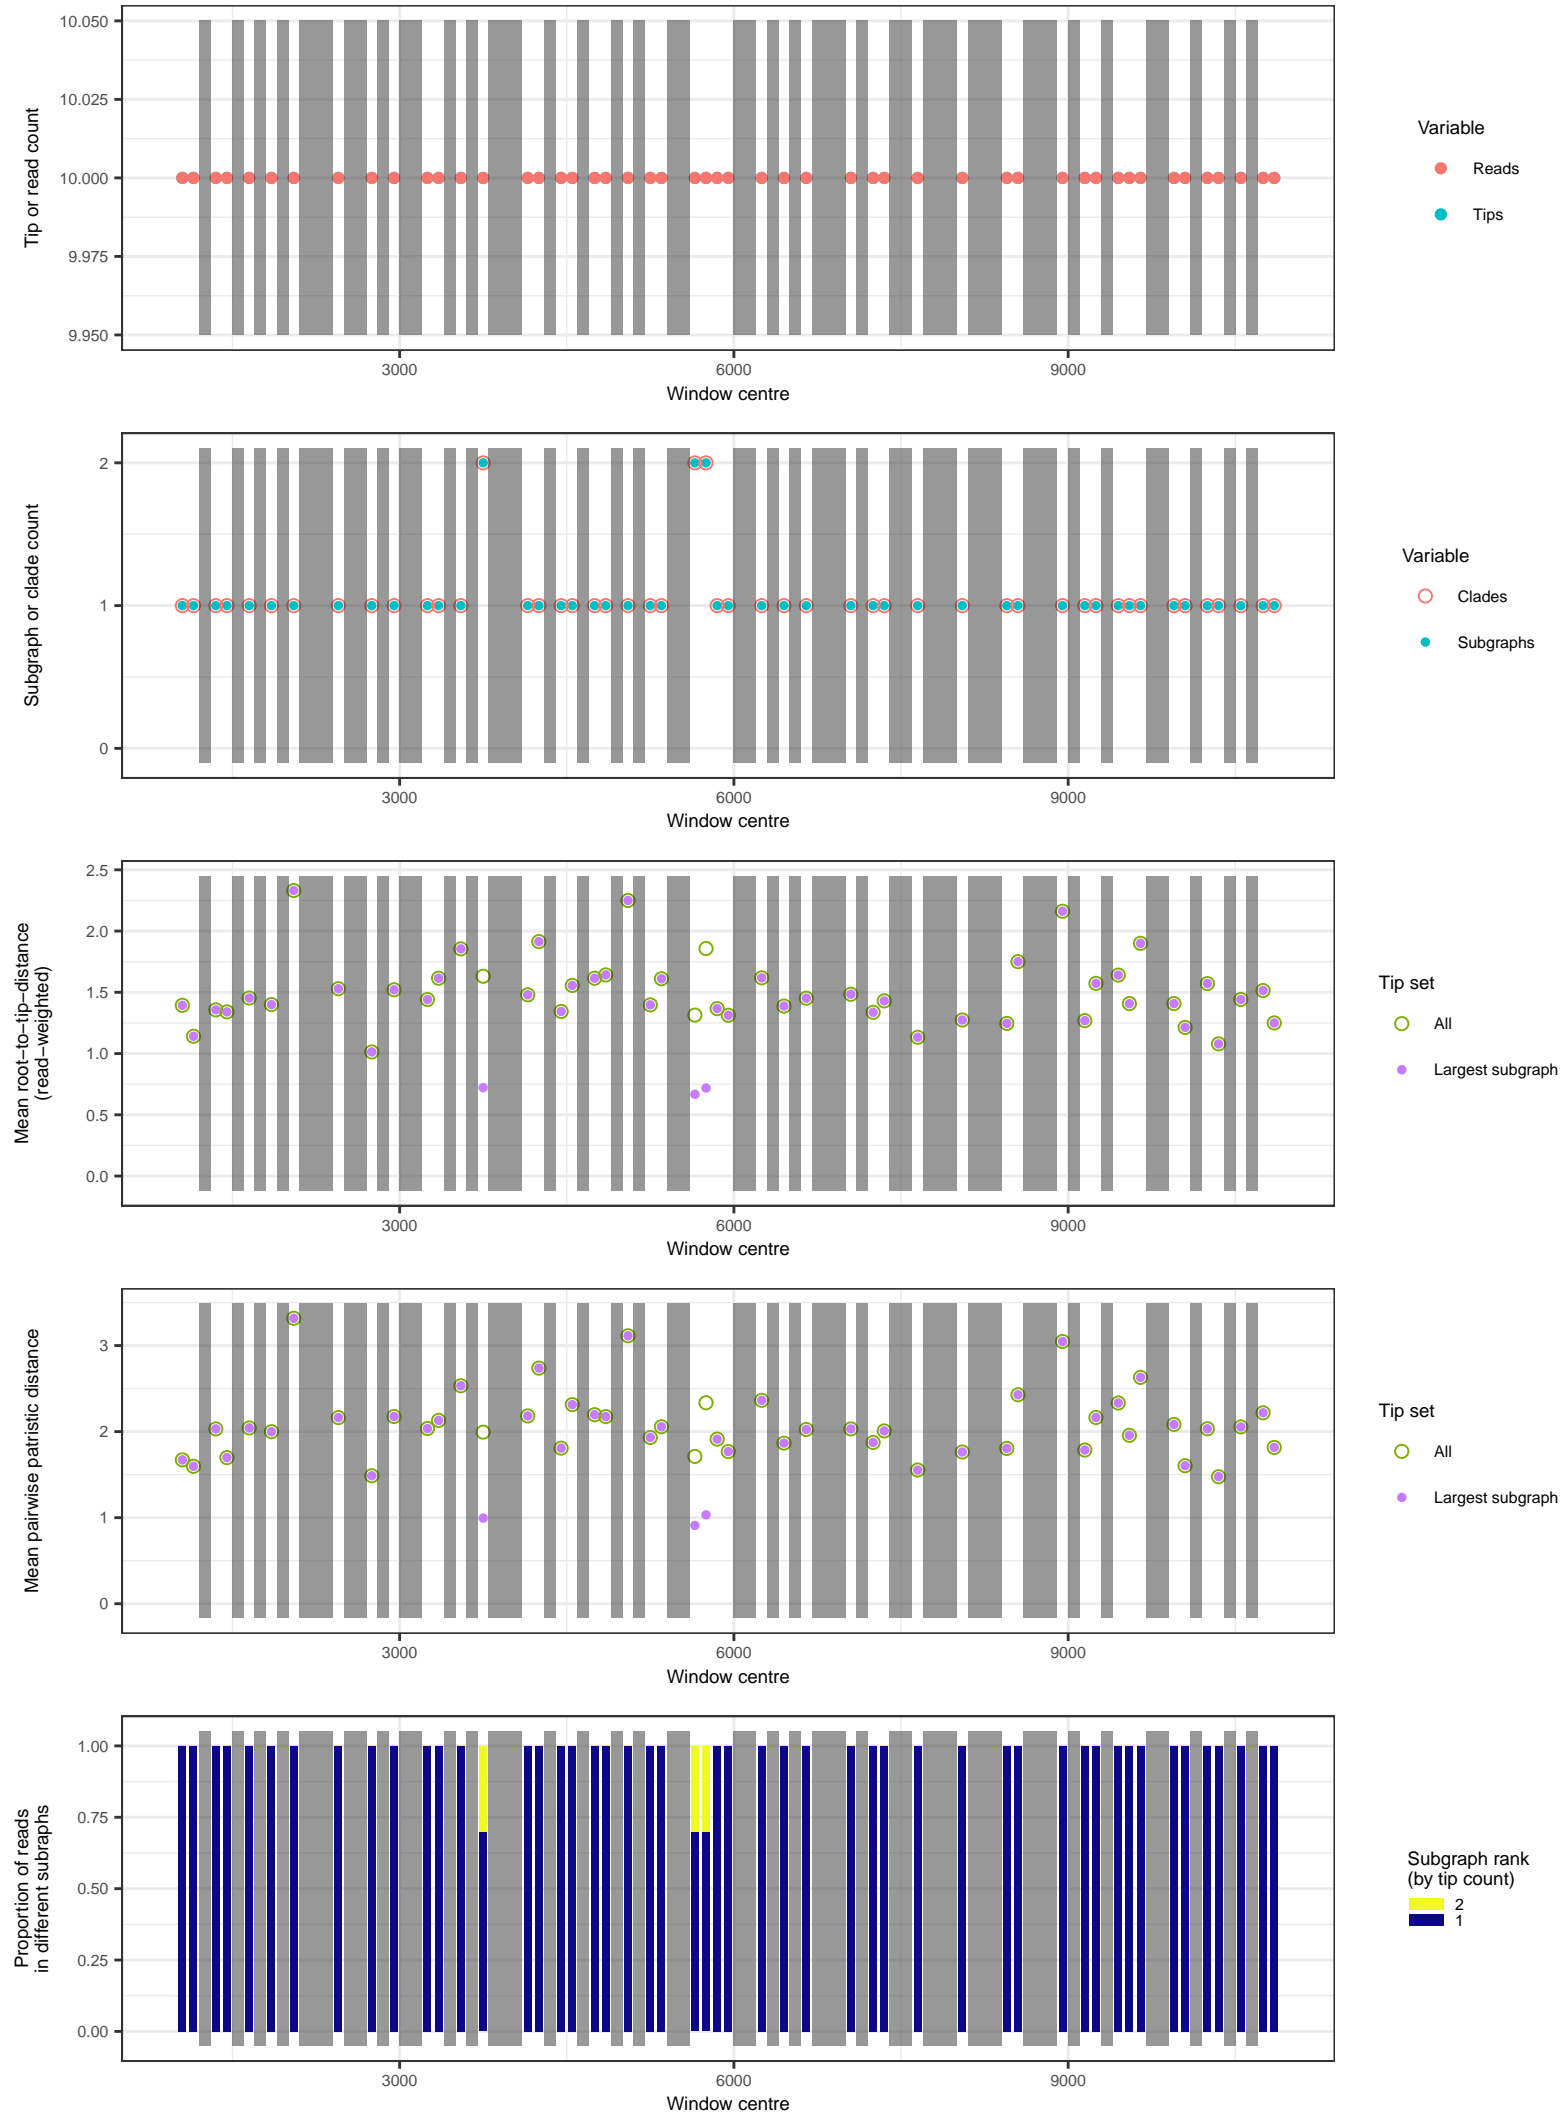 10.050
10.025
10.000
9.975
9.950
Tip or read count
3000 6000 9000
Window centre
Variable
Reads
Tips
2
1
0
Subgraph or clade count
3000 6000 9000
Window centre
Variable
Clades
Subgraphs
2.5
2.0
1.5
1.0
0.5
0.0
Mean root−to−tip−distance
(read−weighted)
3000 6000 9000
Window centre
Tip set
All
Largest subgraph
3
2
1
0
Mean pairwise patristic distance
3000 6000 9000
Window centre
Tip set
All
Largest subgraph
1.00
0.75
0.50
0.25
0.00
Proportion of reads
in different subraphs
3000 6000 9000
Window centre
Subgraph rank
(by tip count)
2
1